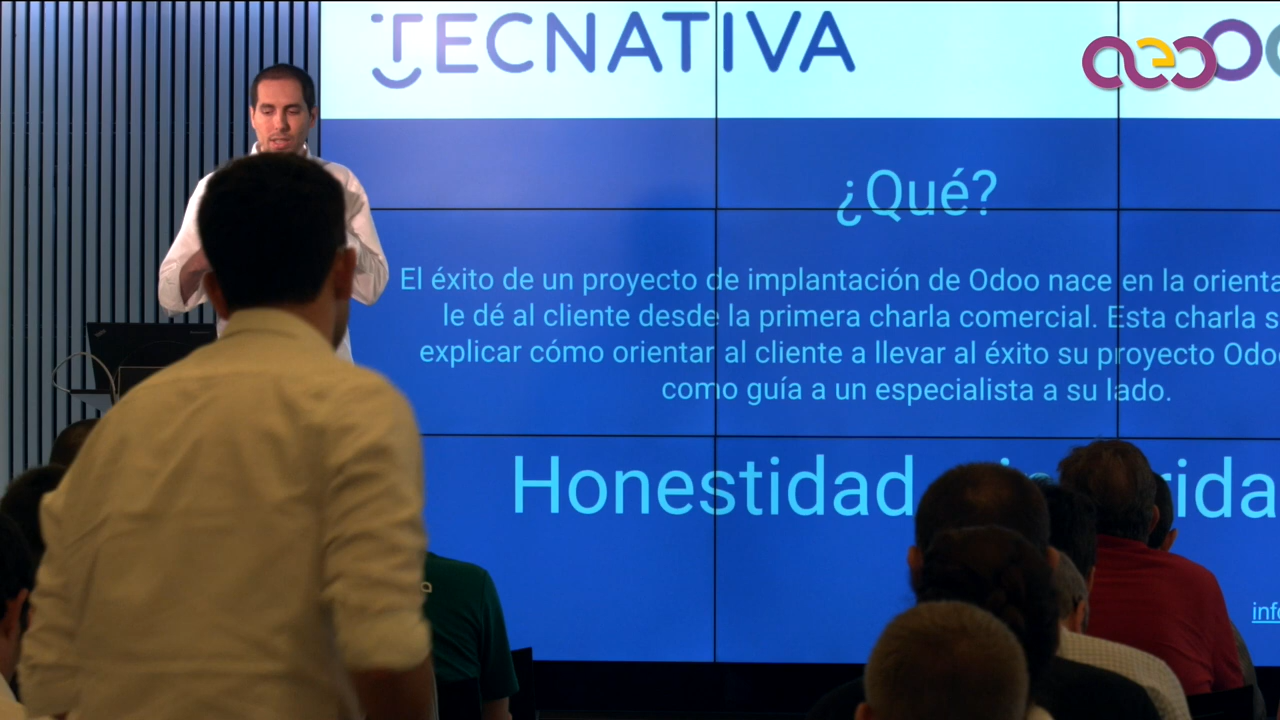 TECNATIVA
aeo
¿Qué?
El éxito de un proyecto de implantación de Odoo nace en la orienta
le dé al cliente desde la primera charla comercial. Esta charla s
explicar cómo orientar al cliente a llevar al éxito su proyecto Odo
como guía a un especialista a su lado.
Honestidad
info